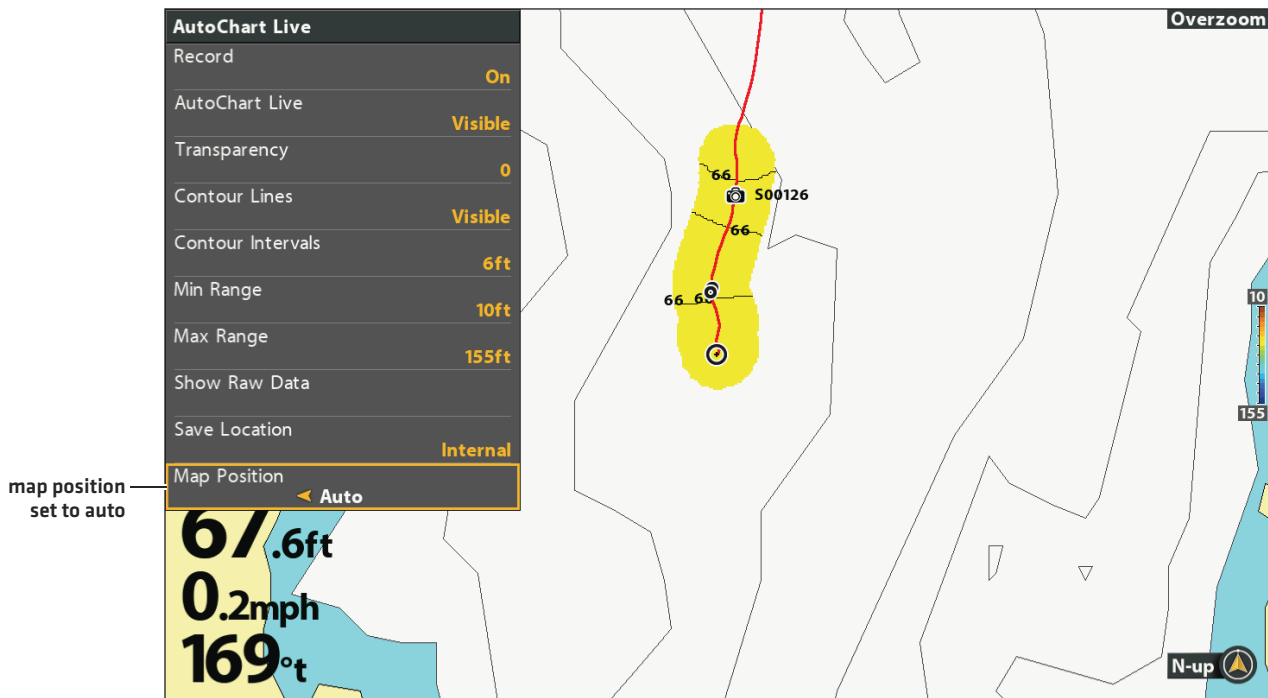 AutoChart Live
Record
On
AutoChart Live
Visible
Transparency
0
Contour Lines
Visible
Contour Intervals
6ft
Min Range
10ft
Max Range
155ft
Show Raw Data
Save Location
Internal
Map Position
Auto
map position
set to auto
67.6ft
0.2mph
169°t
Overzoom
66
S00126
66
66
10
155
N-up